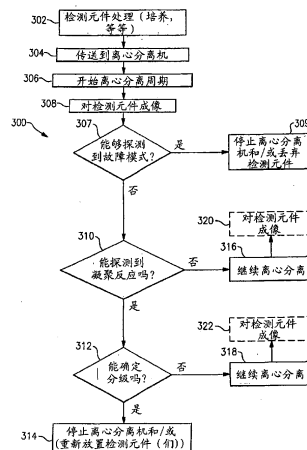 302
检测元件处理(培养,
等等)
304
传送到离心分离机
306
开始离心分离周期
308
对检测元件成像
300
307
能够探测
到故障模式?
是
309
停止离心分离
机和/或丢弃
检测元件
否
310
能探测到
凝聚反应吗?
否
320
对检测元件
成像
316
继续离心分离
是
312
能确定
分级吗?
否
322
对检测元件
成像
318
继续离心分离
是
314
停止离心分离机和/或
(重新放置检测元件(们))